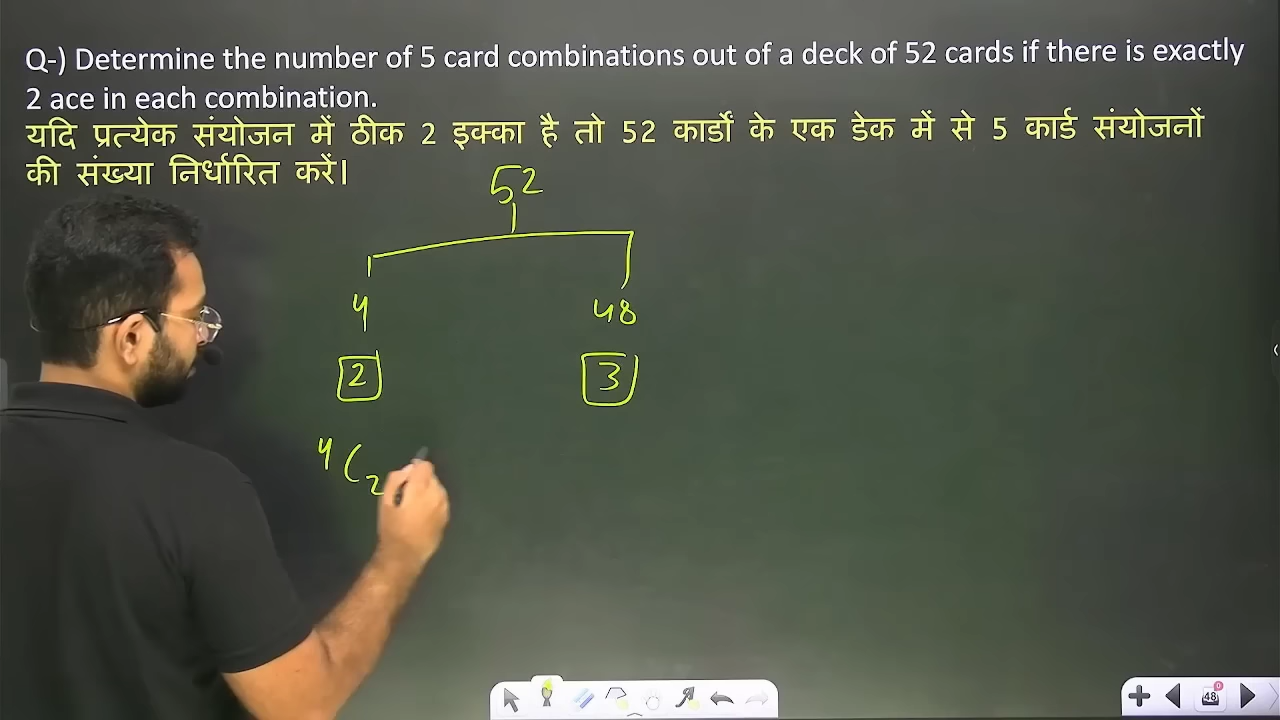 Q-) Determine the number of 5 card combinations out of a deck of 52 cards if there is exactly
2 ace in each combination.
यदि प्रत्येक संयोजन में ठीक 2 इक्का है तो 52 कार्डों के एक डेक में से 5 कार्ड संयोजनों
की संख्या निर्धारित करें।
52
4 48
2 3
4C2
48